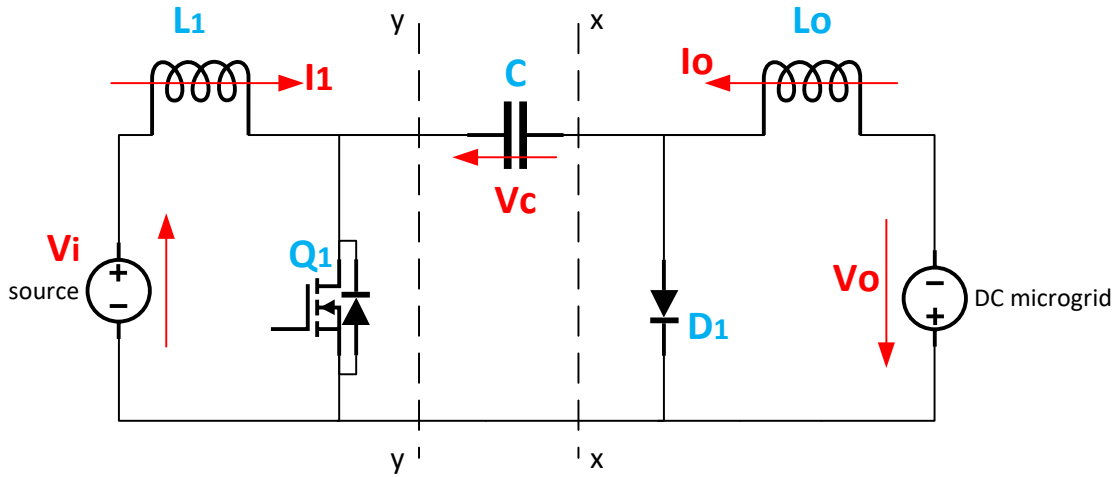 L1
y
x
Lo
I1
C
Io
Vc
Vi
source
Q1
+
−
Vo
−
+
DC microgrid
D1
y
x